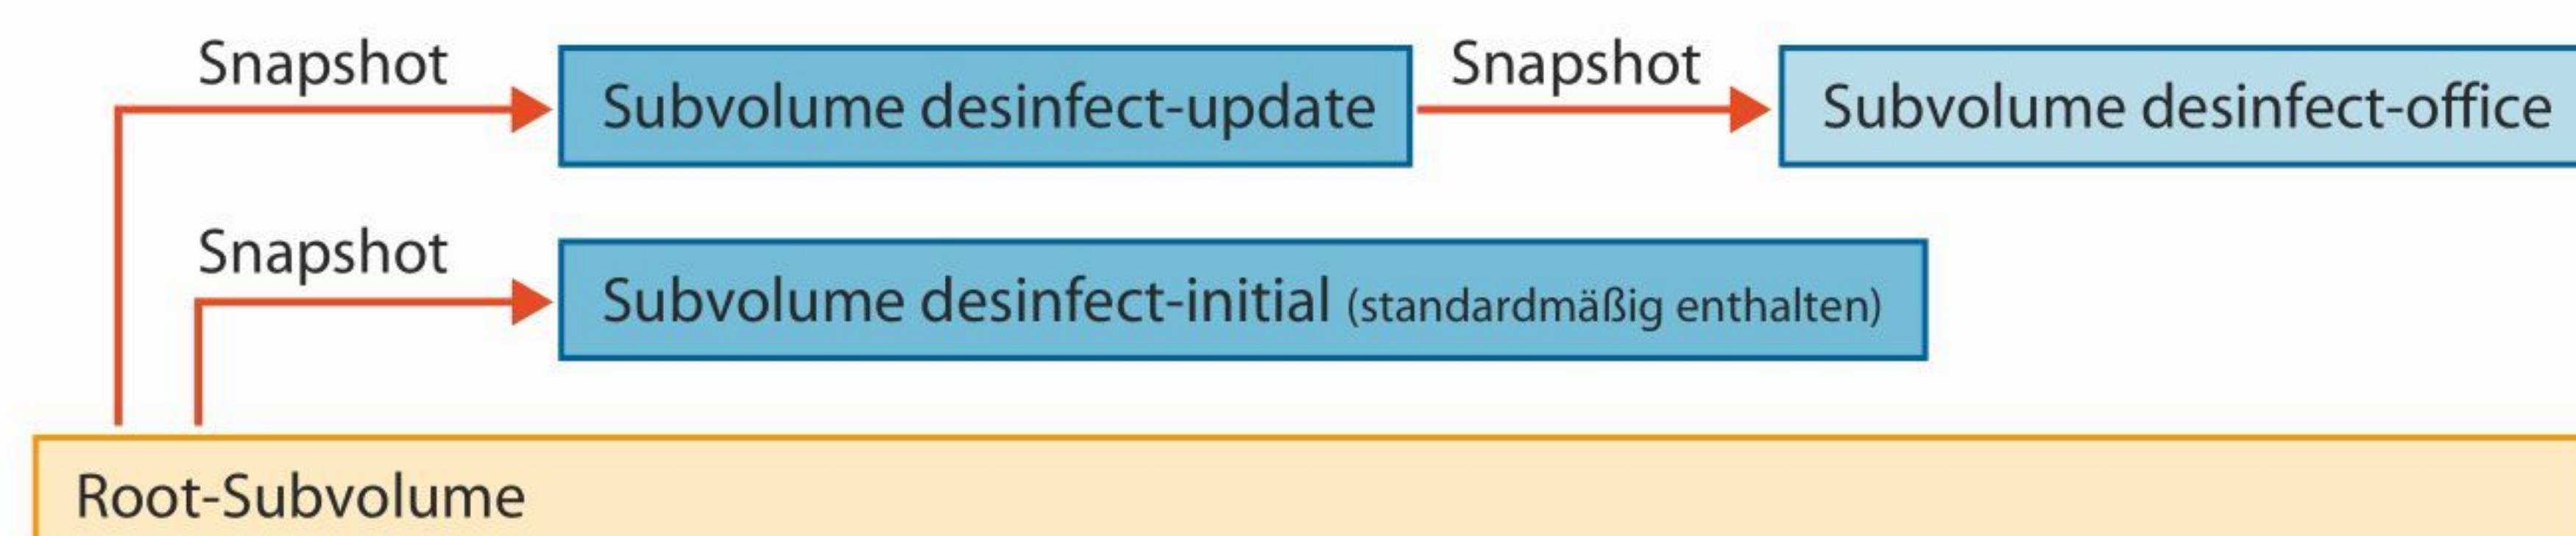 Snapshot
Subvolume desinfect-update
Snapshot
Subvolume desinfect-office
Snapshot
Subvolume desinfect-initial (standardmäßig enthalten)
Root-Subvolume